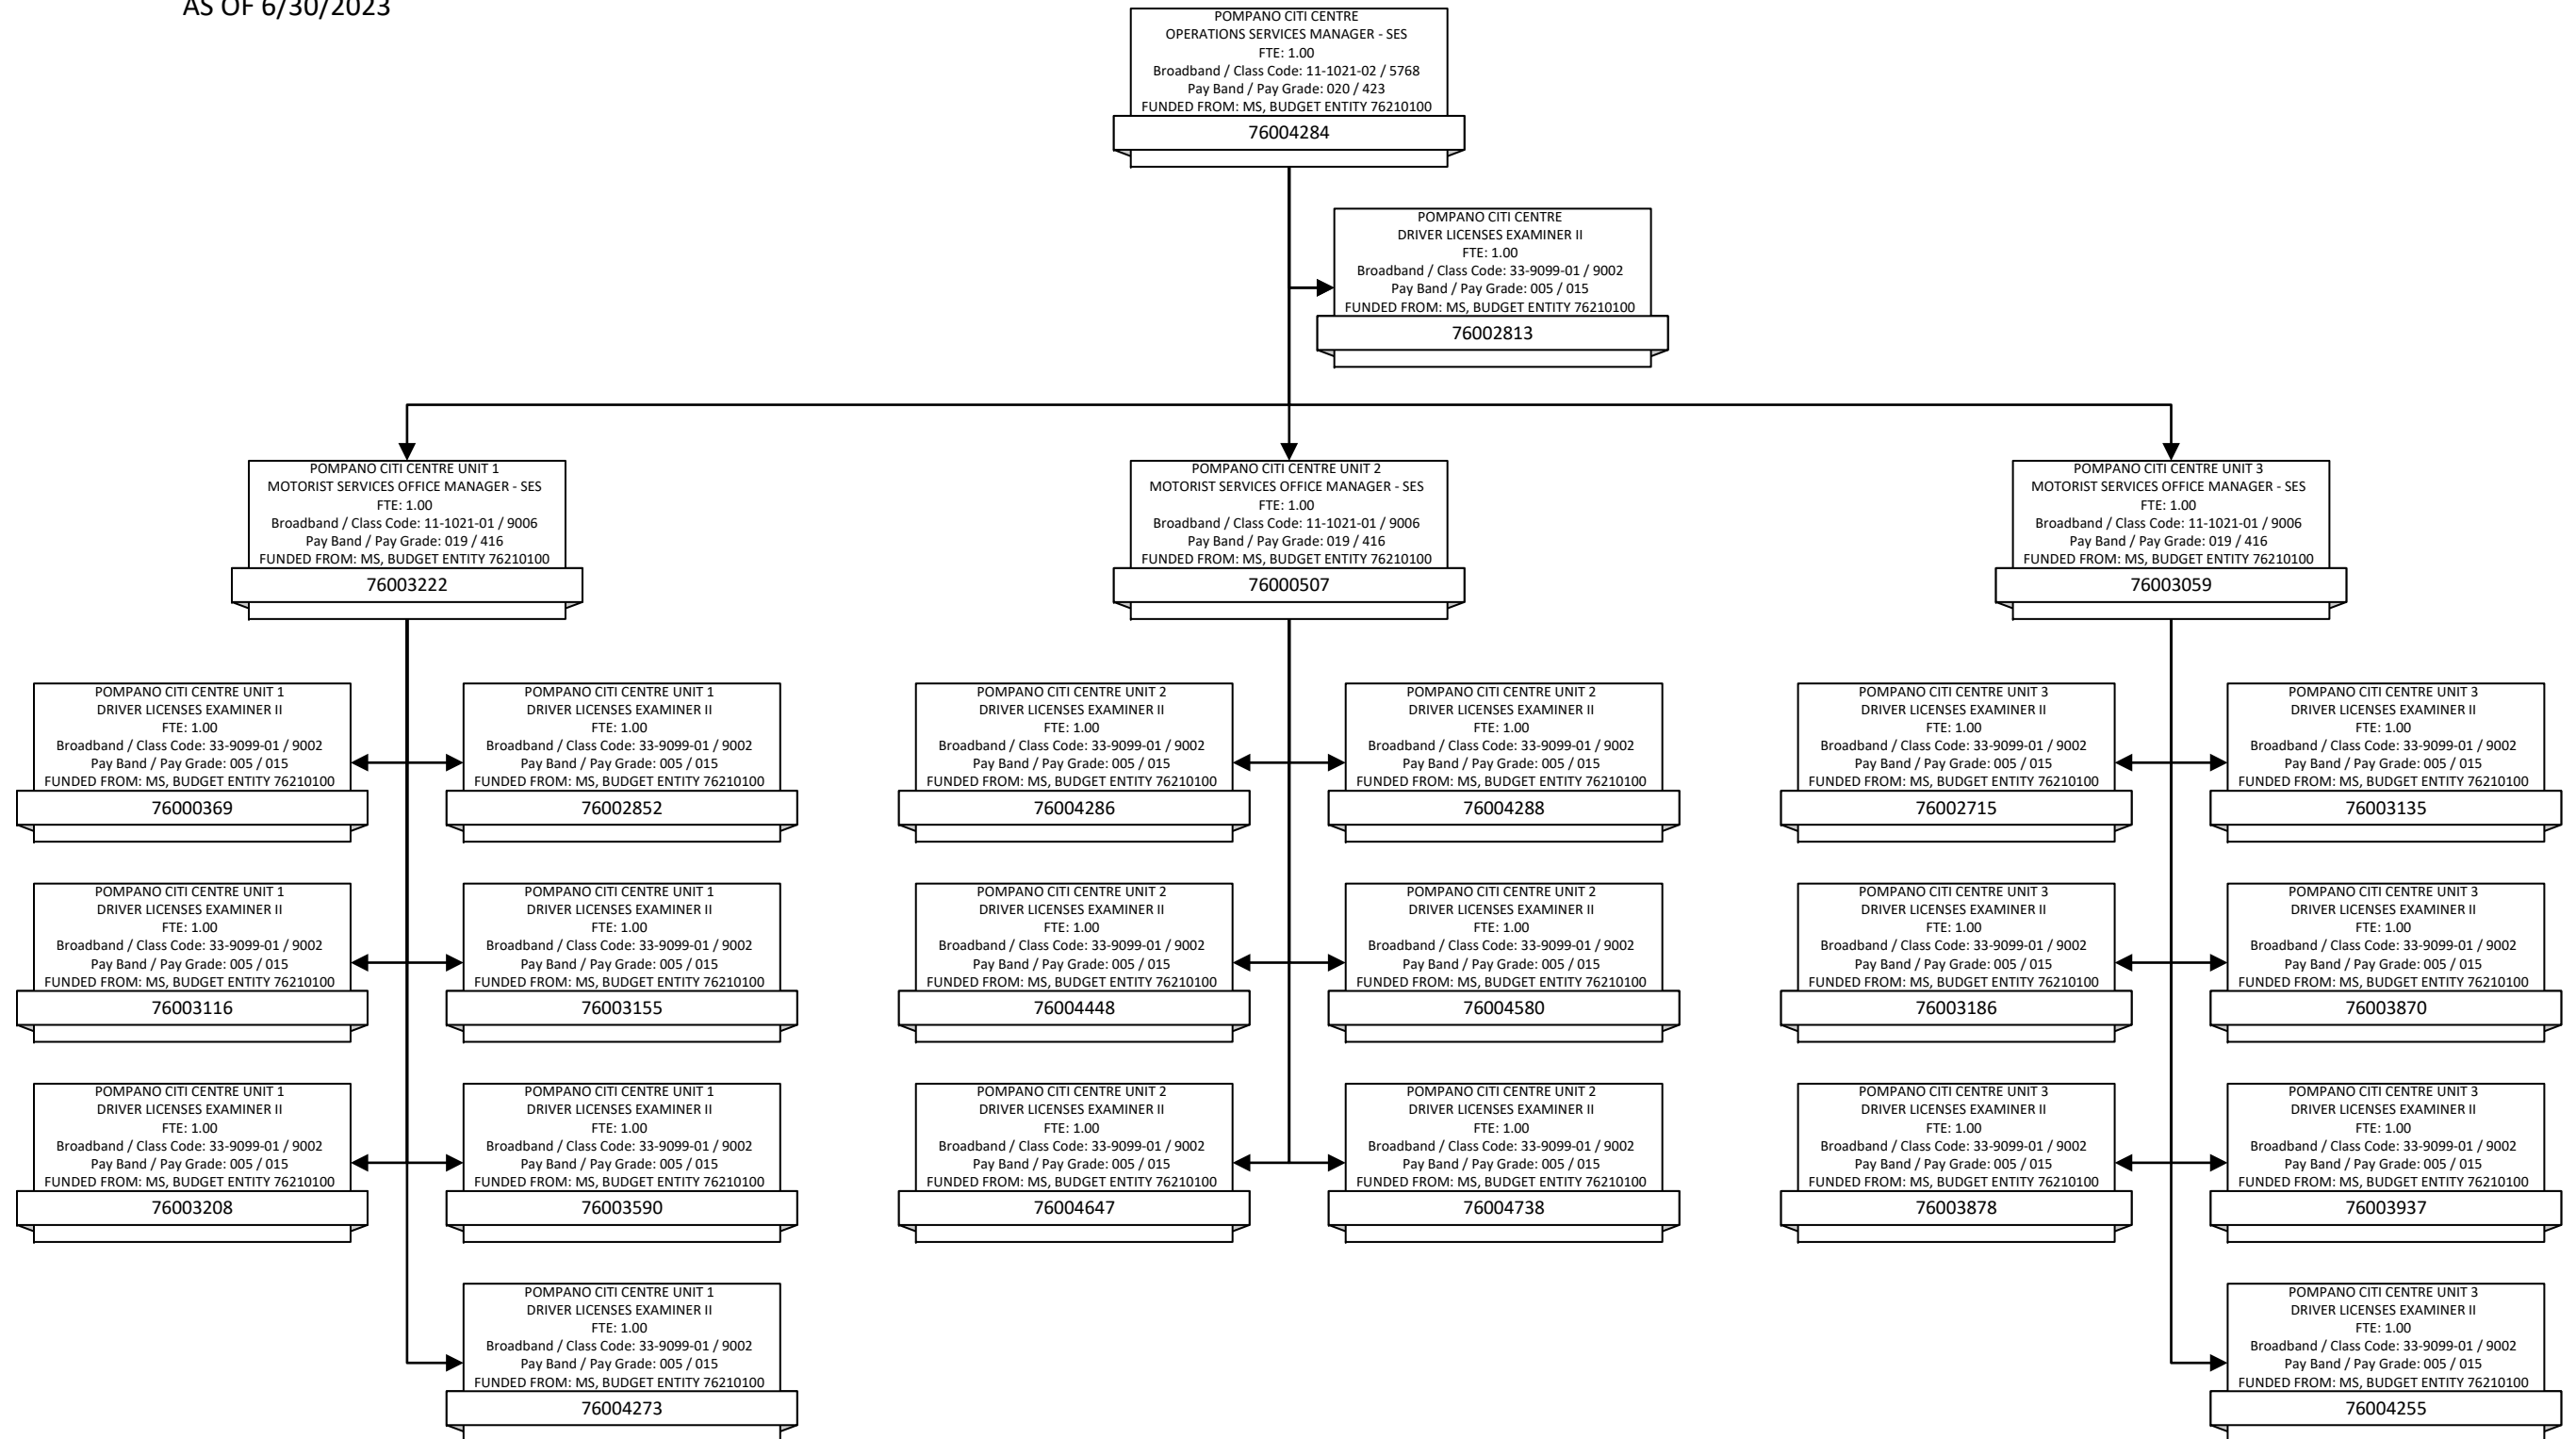 AS OF 6/30/2023
POMPANO CITI CENTRE
OPERATIONS SERVICES MANAGER - SES
FTE: 1.00
Broadband / Class Code: 11-1021-02 / 5768
Pay Band / Pay Grade: 020 / 423
FUNDED FROM: MS, BUDGET ENTITY 76210100
76004284
POMPANO CITI CENTRE
DRIVER LICENSES EXAMINER II
FTE: 1.00
Broadband / Class Code: 33-9099-01 / 9002
Pay Band / Pay Grade: 005 / 015
FUNDED FROM: MS, BUDGET ENTITY 76210100
76002813
POMPANO CITI CENTRE UNIT 1
MOTORIST SERVICES OFFICE MANAGER - SES
FTE: 1.00
Broadband / Class Code: 11-1021-01 / 9006
Pay Band / Pay Grade: 019 / 416
FUNDED FROM: MS, BUDGET ENTITY 76210100
76003222
POMPANO CITI CENTRE UNIT 2
MOTORIST SERVICES OFFICE MANAGER - SES
FTE: 1.00
Broadband / Class Code: 11-1021-01 / 9006
Pay Band / Pay Grade: 019 / 416
FUNDED FROM: MS, BUDGET ENTITY 76210100
76000507
POMPANO CITI CENTRE UNIT 3
MOTORIST SERVICES OFFICE MANAGER - SES
FTE: 1.00
Broadband / Class Code: 11-1021-01 / 9006
Pay Band / Pay Grade: 019 / 416
FUNDED FROM: MS, BUDGET ENTITY 76210100
76003059
POMPANO CITI CENTRE UNIT 1
DRIVER LICENSES EXAMINER II
FTE: 1.00
Broadband / Class Code: 33-9099-01 / 9002
Pay Band / Pay Grade: 005 / 015
FUNDED FROM: MS, BUDGET ENTITY 76210100
76000369
POMPANO CITI CENTRE UNIT 1
DRIVER LICENSES EXAMINER II
FTE: 1.00
Broadband / Class Code: 33-9099-01 / 9002
Pay Band / Pay Grade: 005 / 015
FUNDED FROM: MS, BUDGET ENTITY 76210100
76002852
POMPANO CITI CENTRE UNIT 2
DRIVER LICENSES EXAMINER II
FTE: 1.00
Broadband / Class Code: 33-9099-01 / 9002
Pay Band / Pay Grade: 005 / 015
FUNDED FROM: MS, BUDGET ENTITY 76210100
76004286
POMPANO CITI CENTRE UNIT 2
DRIVER LICENSES EXAMINER II
FTE: 1.00
Broadband / Class Code: 33-9099-01 / 9002
Pay Band / Pay Grade: 005 / 015
FUNDED FROM: MS, BUDGET ENTITY 76210100
76004288
POMPANO CITI CENTRE UNIT 3
DRIVER LICENSES EXAMINER II
FTE: 1.00
Broadband / Class Code: 33-9099-01 / 9002
Pay Band / Pay Grade: 005 / 015
FUNDED FROM: MS, BUDGET ENTITY 76210100
76002715
POMPANO CITI CENTRE UNIT 3
DRIVER LICENSES EXAMINER II
FTE: 1.00
Broadband / Class Code: 33-9099-01 / 9002
Pay Band / Pay Grade: 005 / 015
FUNDED FROM: MS, BUDGET ENTITY 76210100
76003135
POMPANO CITI CENTRE UNIT 1
DRIVER LICENSES EXAMINER II
FTE: 1.00
Broadband / Class Code: 33-9099-01 / 9002
Pay Band / Pay Grade: 005 / 015
FUNDED FROM: MS, BUDGET ENTITY 76210100
76003116
POMPANO CITI CENTRE UNIT 1
DRIVER LICENSES EXAMINER II
FTE: 1.00
Broadband / Class Code: 33-9099-01 / 9002
Pay Band / Pay Grade: 005 / 015
FUNDED FROM: MS, BUDGET ENTITY 76210100
76003155
POMPANO CITI CENTRE UNIT 2
DRIVER LICENSES EXAMINER II
FTE: 1.00
Broadband / Class Code: 33-9099-01 / 9002
Pay Band / Pay Grade: 005 / 015
FUNDED FROM: MS, BUDGET ENTITY 76210100
76004448
POMPANO CITI CENTRE UNIT 2
DRIVER LICENSES EXAMINER II
FTE: 1.00
Broadband / Class Code: 33-9099-01 / 9002
Pay Band / Pay Grade: 005 / 015
FUNDED FROM: MS, BUDGET ENTITY 76210100
76004580
POMPANO CITI CENTRE UNIT 3
DRIVER LICENSES EXAMINER II
FTE: 1.00
Broadband / Class Code: 33-9099-01 / 9002
Pay Band / Pay Grade: 005 / 015
FUNDED FROM: MS, BUDGET ENTITY 76210100
76003186
POMPANO CITI CENTRE UNIT 3
DRIVER LICENSES EXAMINER II
FTE: 1.00
Broadband / Class Code: 33-9099-01 / 9002
Pay Band / Pay Grade: 005 / 015
FUNDED FROM: MS, BUDGET ENTITY 76210100
76003870
POMPANO CITI CENTRE UNIT 1
DRIVER LICENSES EXAMINER II
FTE: 1.00
Broadband / Class Code: 33-9099-01 / 9002
Pay Band / Pay Grade: 005 / 015
FUNDED FROM: MS, BUDGET ENTITY 76210100
76003208
POMPANO CITI CENTRE UNIT 1
DRIVER LICENSES EXAMINER II
FTE: 1.00
Broadband / Class Code: 33-9099-01 / 9002
Pay Band / Pay Grade: 005 / 015
FUNDED FROM: MS, BUDGET ENTITY 76210100
76003590
POMPANO CITI CENTRE UNIT 2
DRIVER LICENSES EXAMINER II
FTE: 1.00
Broadband / Class Code: 33-9099-01 / 9002
Pay Band / Pay Grade: 005 / 015
FUNDED FROM: MS, BUDGET ENTITY 76210100
76004647
POMPANO CITI CENTRE UNIT 2
DRIVER LICENSES EXAMINER II
FTE: 1.00
Broadband / Class Code: 33-9099-01 / 9002
Pay Band / Pay Grade: 005 / 015
FUNDED FROM: MS, BUDGET ENTITY 76210100
76004738
POMPANO CITI CENTRE UNIT 3
DRIVER LICENSES EXAMINER II
FTE: 1.00
Broadband / Class Code: 33-9099-01 / 9002
Pay Band / Pay Grade: 005 / 015
FUNDED FROM: MS, BUDGET ENTITY 76210100
76003878
POMPANO CITI CENTRE UNIT 3
DRIVER LICENSES EXAMINER II
FTE: 1.00
Broadband / Class Code: 33-9099-01 / 9002
Pay Band / Pay Grade: 005 / 015
FUNDED FROM: MS, BUDGET ENTITY 76210100
76003937
POMPANO CITI CENTRE UNIT 1
DRIVER LICENSES EXAMINER II
FTE: 1.00
Broadband / Class Code: 33-9099-01 / 9002
Pay Band / Pay Grade: 005 / 015
FUNDED FROM: MS, BUDGET ENTITY 76210100
76004273
POMPANO CITI CENTRE UNIT 3
DRIVER LICENSES EXAMINER II
FTE: 1.00
Broadband / Class Code: 33-9099-01 / 9002
Pay Band / Pay Grade: 005 / 015
FUNDED FROM: MS, BUDGET ENTITY 76210100
76004255